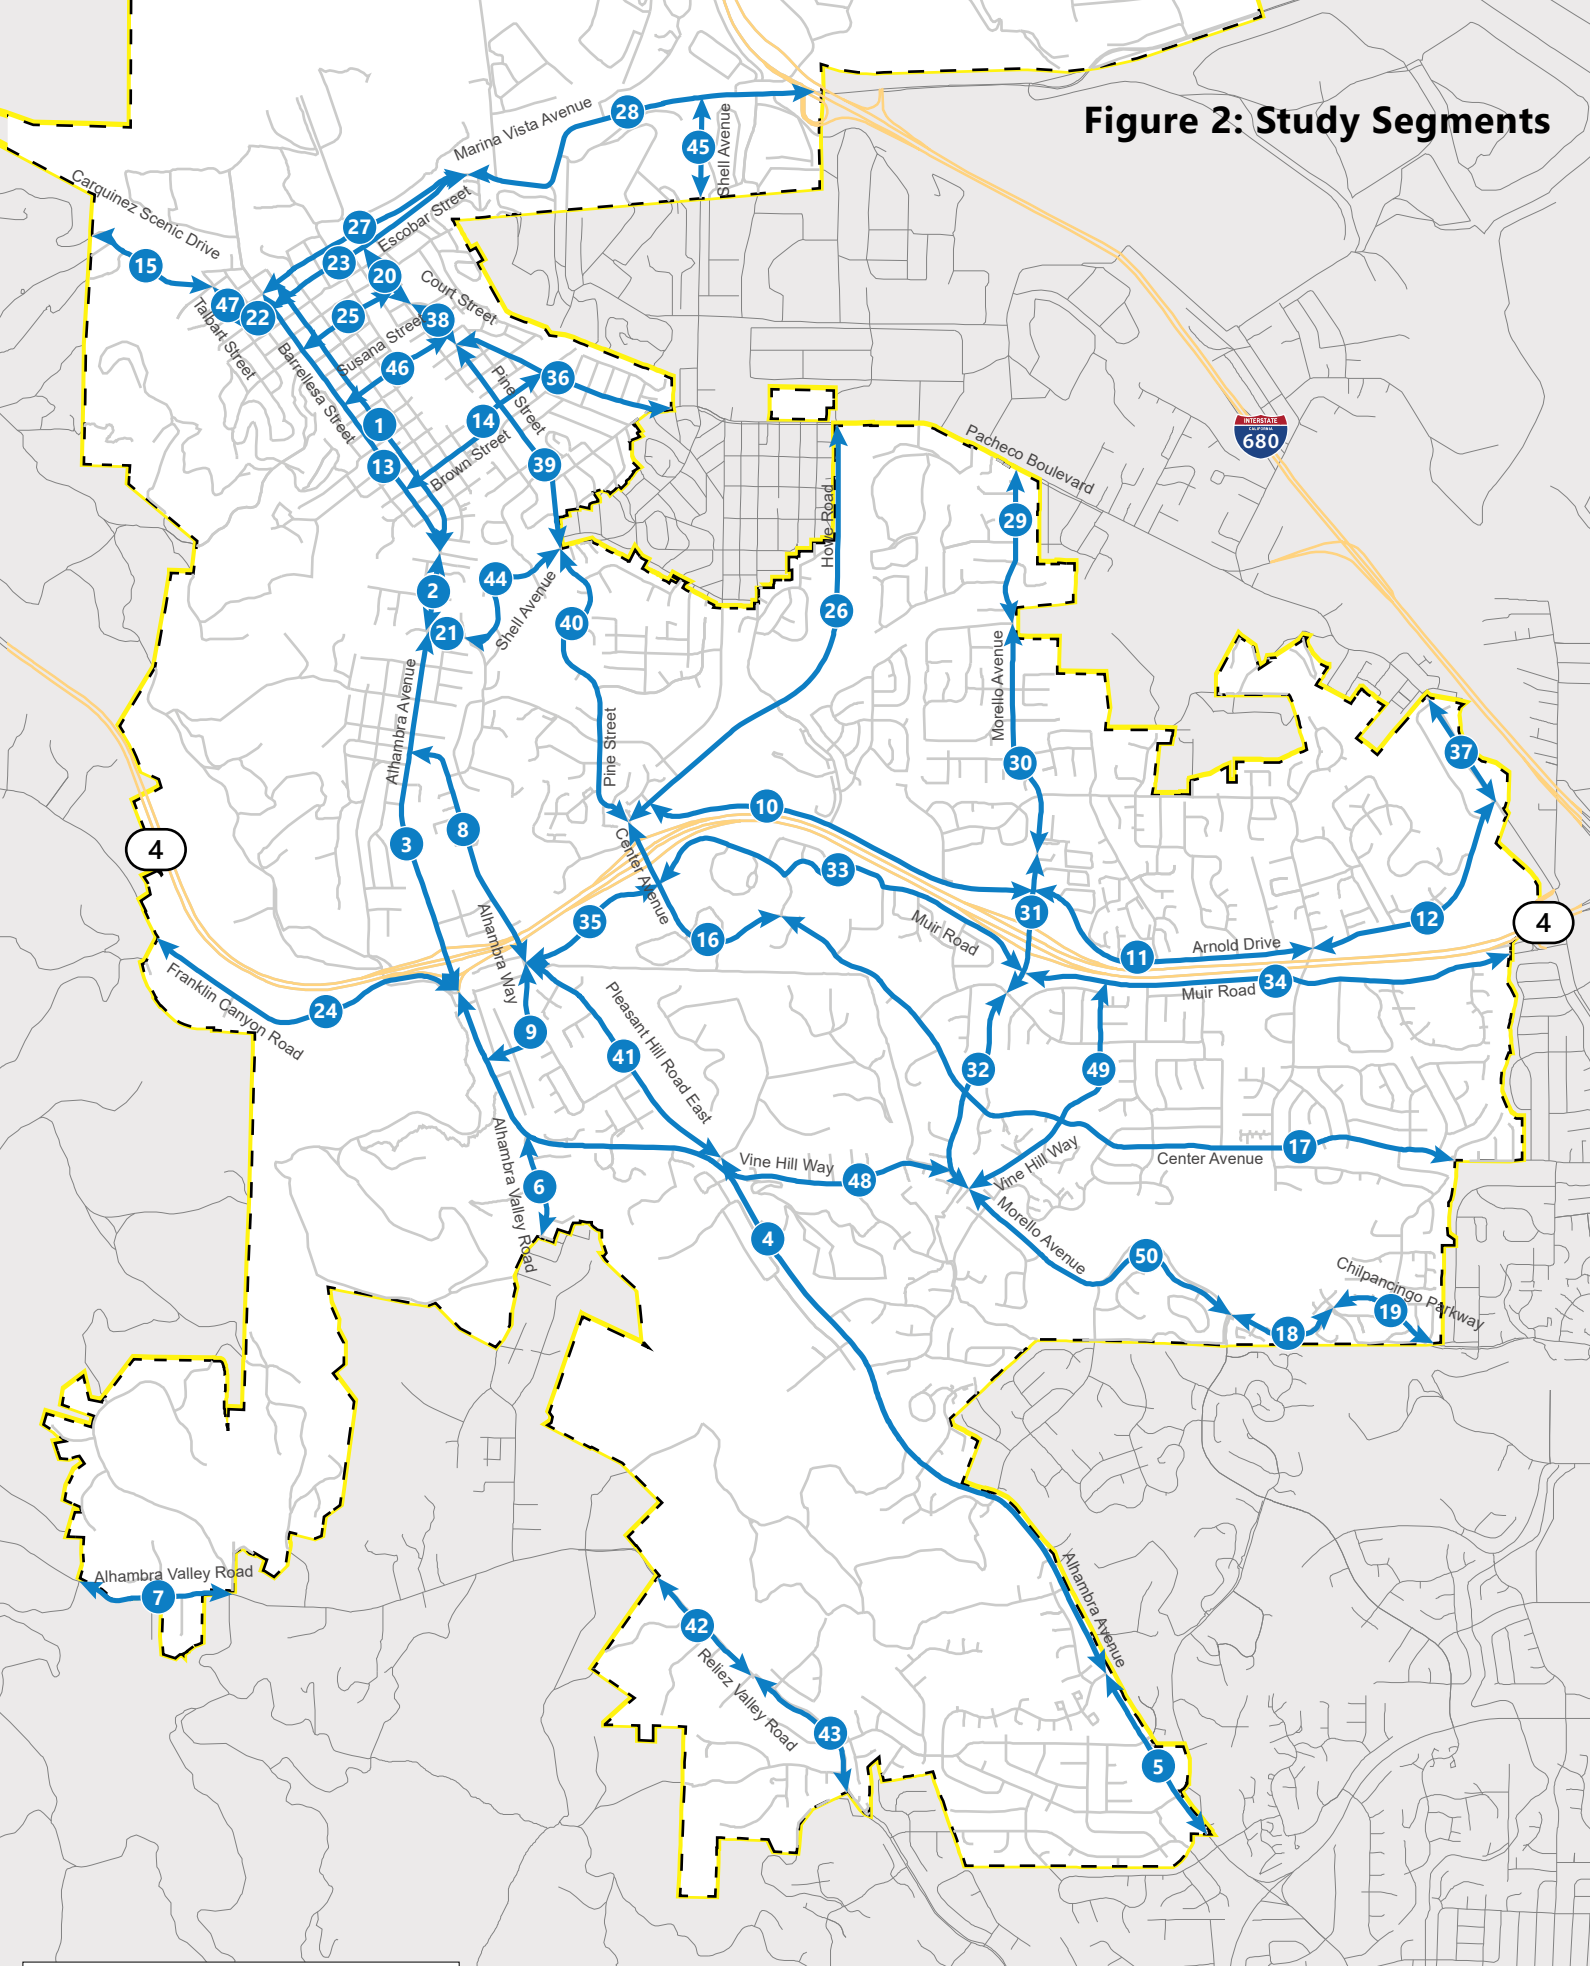 Figure 2: Study Segments
28
Marina Vista Avenue
45
Shell Avenue
Carquinez Scenic Drive
27
Escobar Street
23
15
20
Court Street
47
22
25
38
Talbart Street
Susana Street
46
36
Barrellesa Street
Pine Street
1
14
INTERSTATE
CALIFORNIA
680
Pacheco Boulevard
13
Brown Street
39
Howe Road
29
2
44
Shell Avenue
40
26
21
Morello Avenue
Alhambra Avenue
Pine Street
30
37
10
4
3
8
Center Avenue
33
35
31
12
4
Alhambra Way
16
Muir Road
11
Arnold Drive
Franklin Canyon Road
24
34
Muir Road
9
Pleasant Hill Road East
41
32
49
Alhambra Valley Road
17
Center Avenue
Vine Hill Way
Vine Hill Way
48
6
Morello Avenue
4
50
Chilpancingo Parkway
19
18
Alhambra Valley Road
7
Alhambra Avenue
42
Reliez Valley Road
43
5